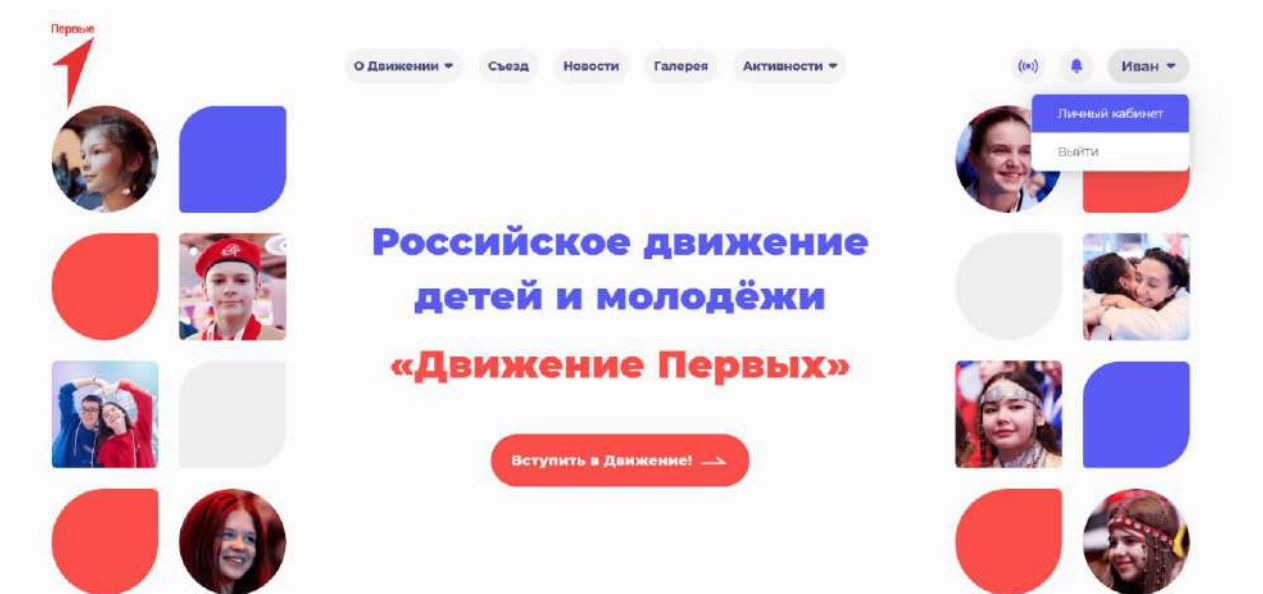 Первые
О Движении
Съезд
Новости
Галерея
Активности
Иван
Личный кабинет
Выйти
Российское движение
детей и молодёжи
«Движение Первых»
Вступить в Движение!